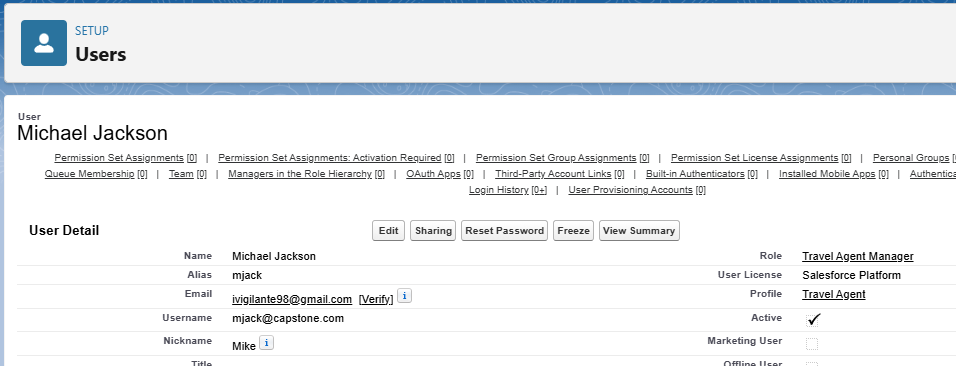 SETUP
Users
User
Michael Jackson
Permission Set Assignments [0] | Permission Set Assignments: Activation Required [0] | Permission Set Group Assignments [0] | Permission Set License Assignments [0] | Personal Groups
Queue Membership [0] | Team [0] | Managers in the Role Hierarchy [0] | OAuth Apps [0] | Third-Party Account Links [0] | Built-in Authenticators [0] | Installed Mobile Apps [0] |
Login History [0+] | User Provisioning Accounts [0]
User Detail Edit Sharing Reset Password Freeze View Summary
Name Michael Jackson Role Travel Agent Manager
Alias mjack User License Salesforce Platform
Email ivigilante98@gmail.com [Verify] i Profile Travel Agent
Username mjack@capstone.com Active ✓
Nickname Mike i Marketing User
Title Offline User